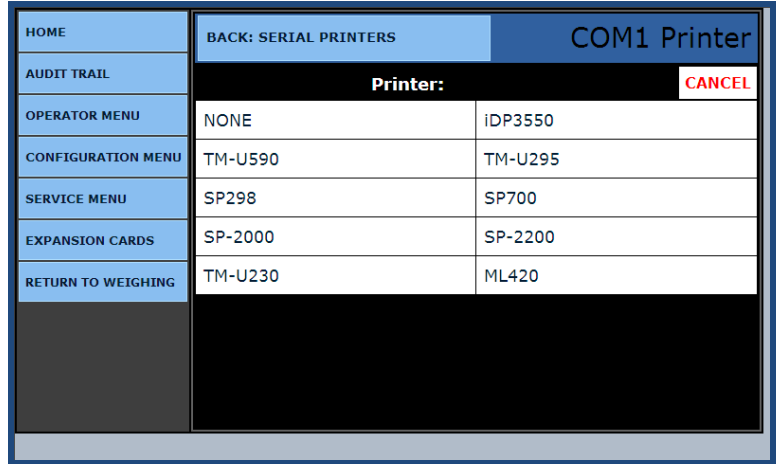 HOME
AUDIT TRAIL
OPERATOR MENU
CONFIGURATION MENU
SERVICE MENU
EXPANSION CARDS
RETURN TO WEIGHING
BACK: SERIAL PRINTERS
COM1 Printer
Printer:
CANCEL
NONE
iDP3550
TM-U590
TM-U295
SP298
SP700
SP-2000
SP-2200
TM-U230
ML420